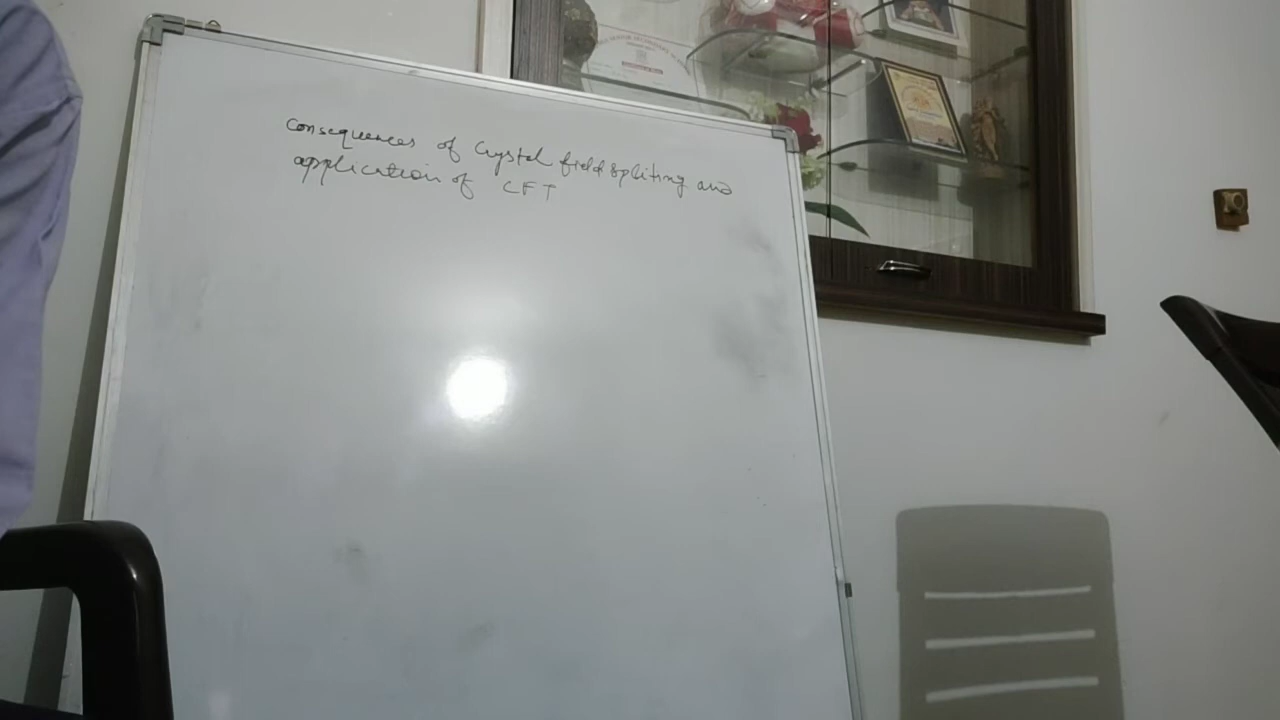 consequences of Crystal field spliting and
application of CFT